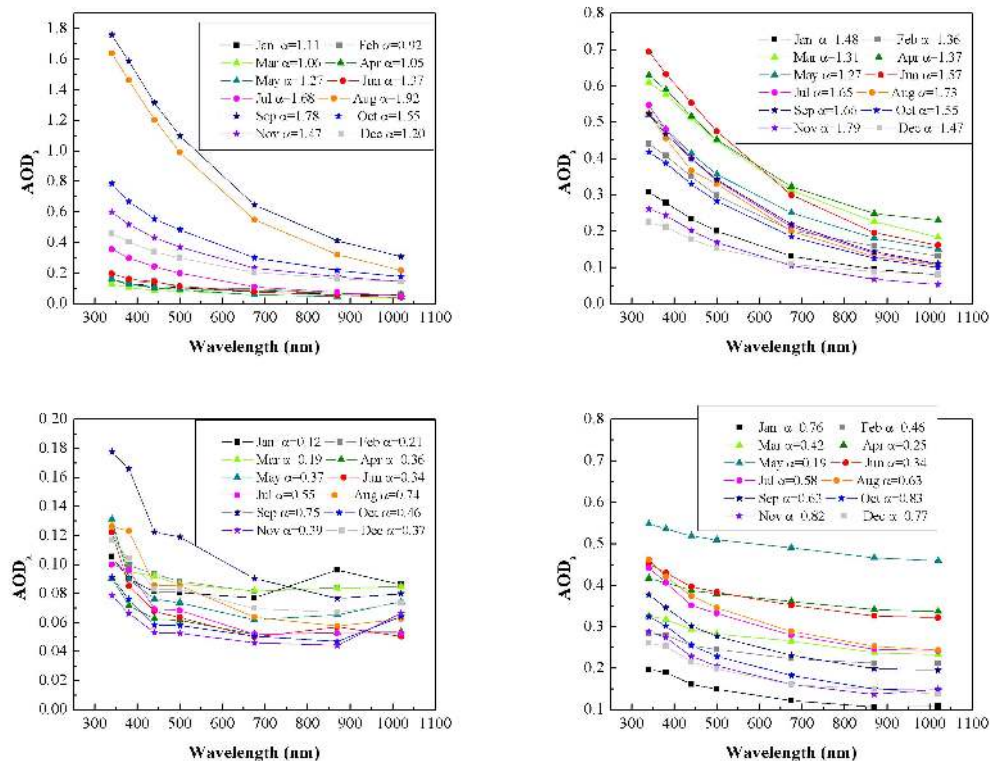 1.8
1.6
1.4
1.2
1.0
0.8
0.6
0.4
0.2
0.0
AODλ
Jan α=1.11 Feb α=0.92
Mar α=1.06 Apr α=1.05
May α=1.27 Jun α=1.37
Jul α=1.68 Aug α=1.92
Sep α=1.78 Oct α=1.55
Nov α=1.47 Dec α=1.20
300 400 500 600 700 800 900 1000 1100
Wavelength (nm)
0.8
0.7
0.6
0.5
0.4
0.3
0.2
0.1
0.0
AODλ
Jan α 1.48 Feb α 1.36
Mar α 1.31 Apr α 1.37
May α 1.27 Jun α 1.57
Jul α 1.65 Aug α 1.73
Sep α 1.66 Oct α 1.55
Nov α 1.79 Dec α 1.47
300 400 500 600 700 800 900 1000 1100
Wavelength (nm)
0.20
0.18
0.16
0.14
0.12
0.10
0.08
0.06
0.04
0.02
0.00
AODλ
Jan α=0.12 Feb α=0.21
Mar α=0.19 Apr α=0.36
May α=0.37 Jun α=0.34
Jul α=0.55 Aug α=0.74
Sep α=0.75 Oct α=0.46
Nov α=0.39 Dec α=0.37
300 400 500 600 700 800 900 1000 1100
Wavelength (nm)
0.8
0.7
0.6
0.5
0.4
0.3
0.2
0.1
AODλ
Jan α=0.76 Feb α=0.46
Mar α=0.42 Apr α=0.25
May α=0.19 Jun α=0.34
Jul α=0.58 Aug α=0.63
Sep Oct α=0.83
Nov α=0.82 Dec α=0.77
300 400 500 600 700 800 900 1000 1100
Wavelength (nm)